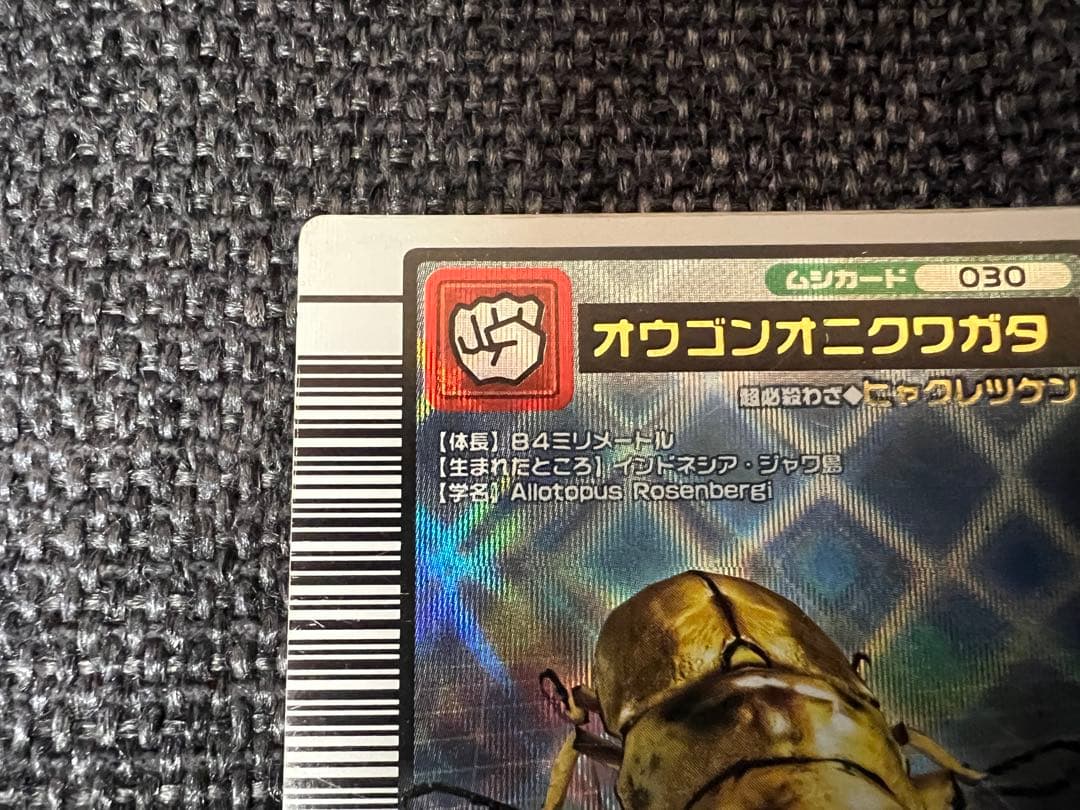 ムシカード 030
オウゴンオニクワガタ
超必殺わざ◆ヒャクレツケン
【体長】84ミリメートル
【生まれたところ】インドネシア・ジャワ島
【学名】Allotopus Rosenbergi